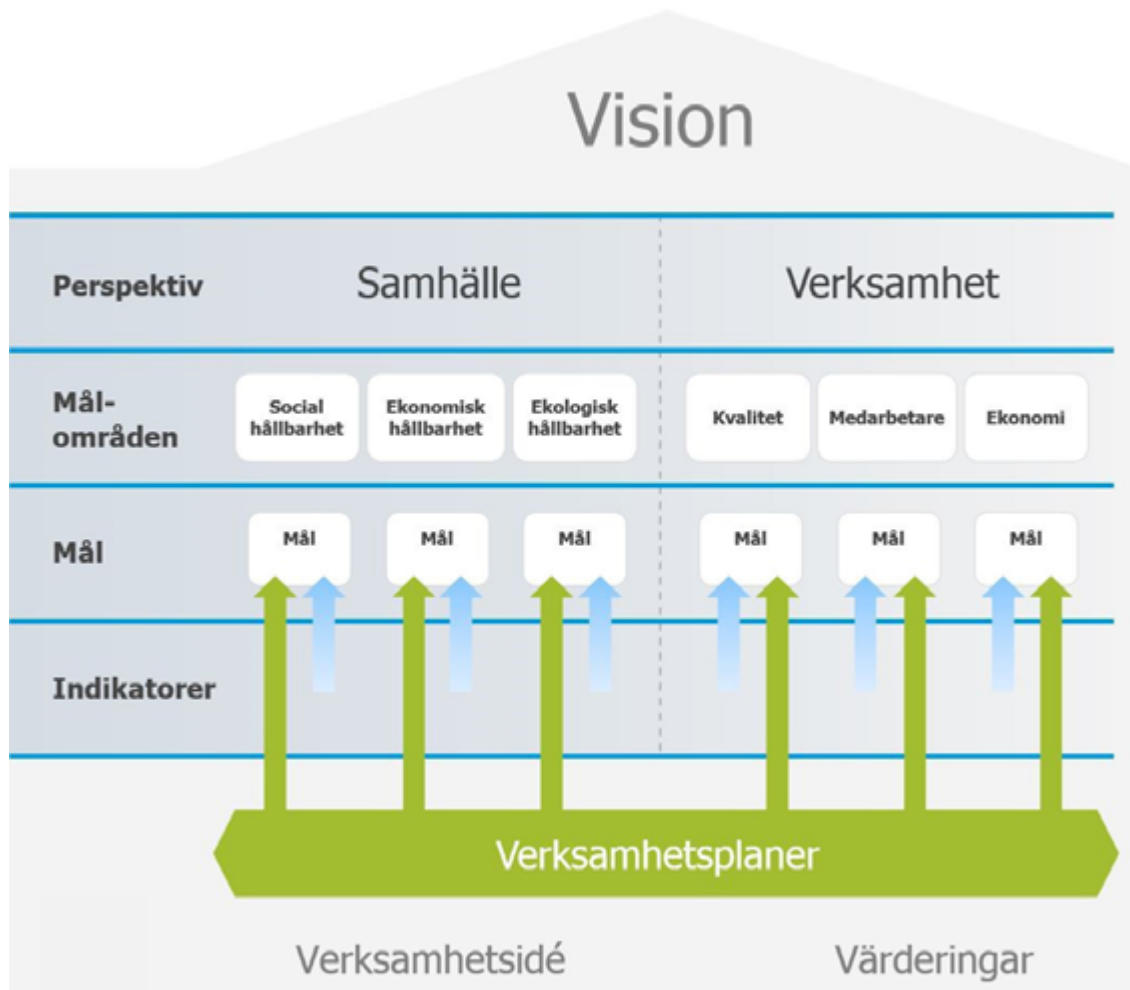 Vision
Perspektiv
Samhälle
Verksamhet
Mål-
områden
Social
hållbarhet
Ekonomisk
hållbarhet
Ekologisk
hållbarhet
Kvalitet
Medarbetare
Ekonomi
Mål
Mål
Mål
Mål
Mål
Mål
Mål
Indikatorer
Verksamhetsplaner
Verksamhetsidé
Värderingar